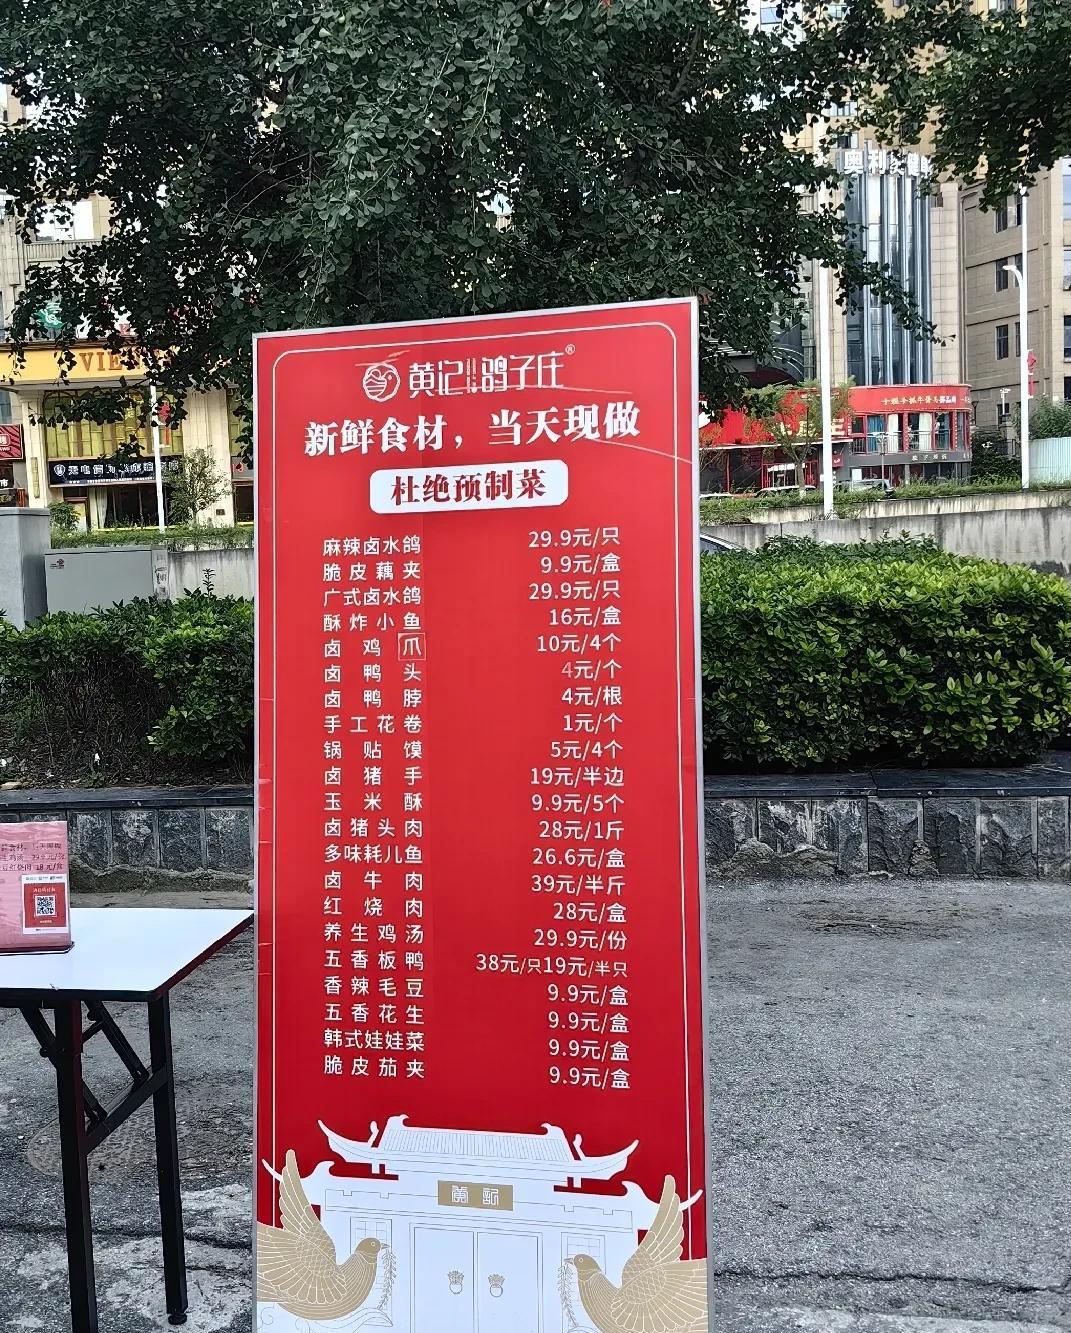 黄记鸽子庄®
新鲜食材，当天现做
杜绝预制菜
麻辣卤水鸽 29.9元/只
脆皮藕夹 9.9元/盒
广式卤水鸽 29.9元/只
酥炸小鱼 16元/盒
卤鸡爪 10元/4个
卤鸭头 4元/个
卤鸭脖 4元/根
手工花卷 1元/个
锅贴馍 5元/4个
卤猪手 19元/半边
玉米酥 9.9元/5个
卤猪头肉 28元/1斤
多味耗儿鱼 26.6元/盒
卤牛肉 39元/半斤
红烧肉 28元/盒
养生鸡汤 29.9元/份
五香板鸭 38元/只19元/半只
香辣毛豆 9.9元/盒
五香花生 9.9元/盒
韩式娃娃菜 9.9元/盒
脆皮茄夹 9.9元/盒
黄记
奥利
VIE